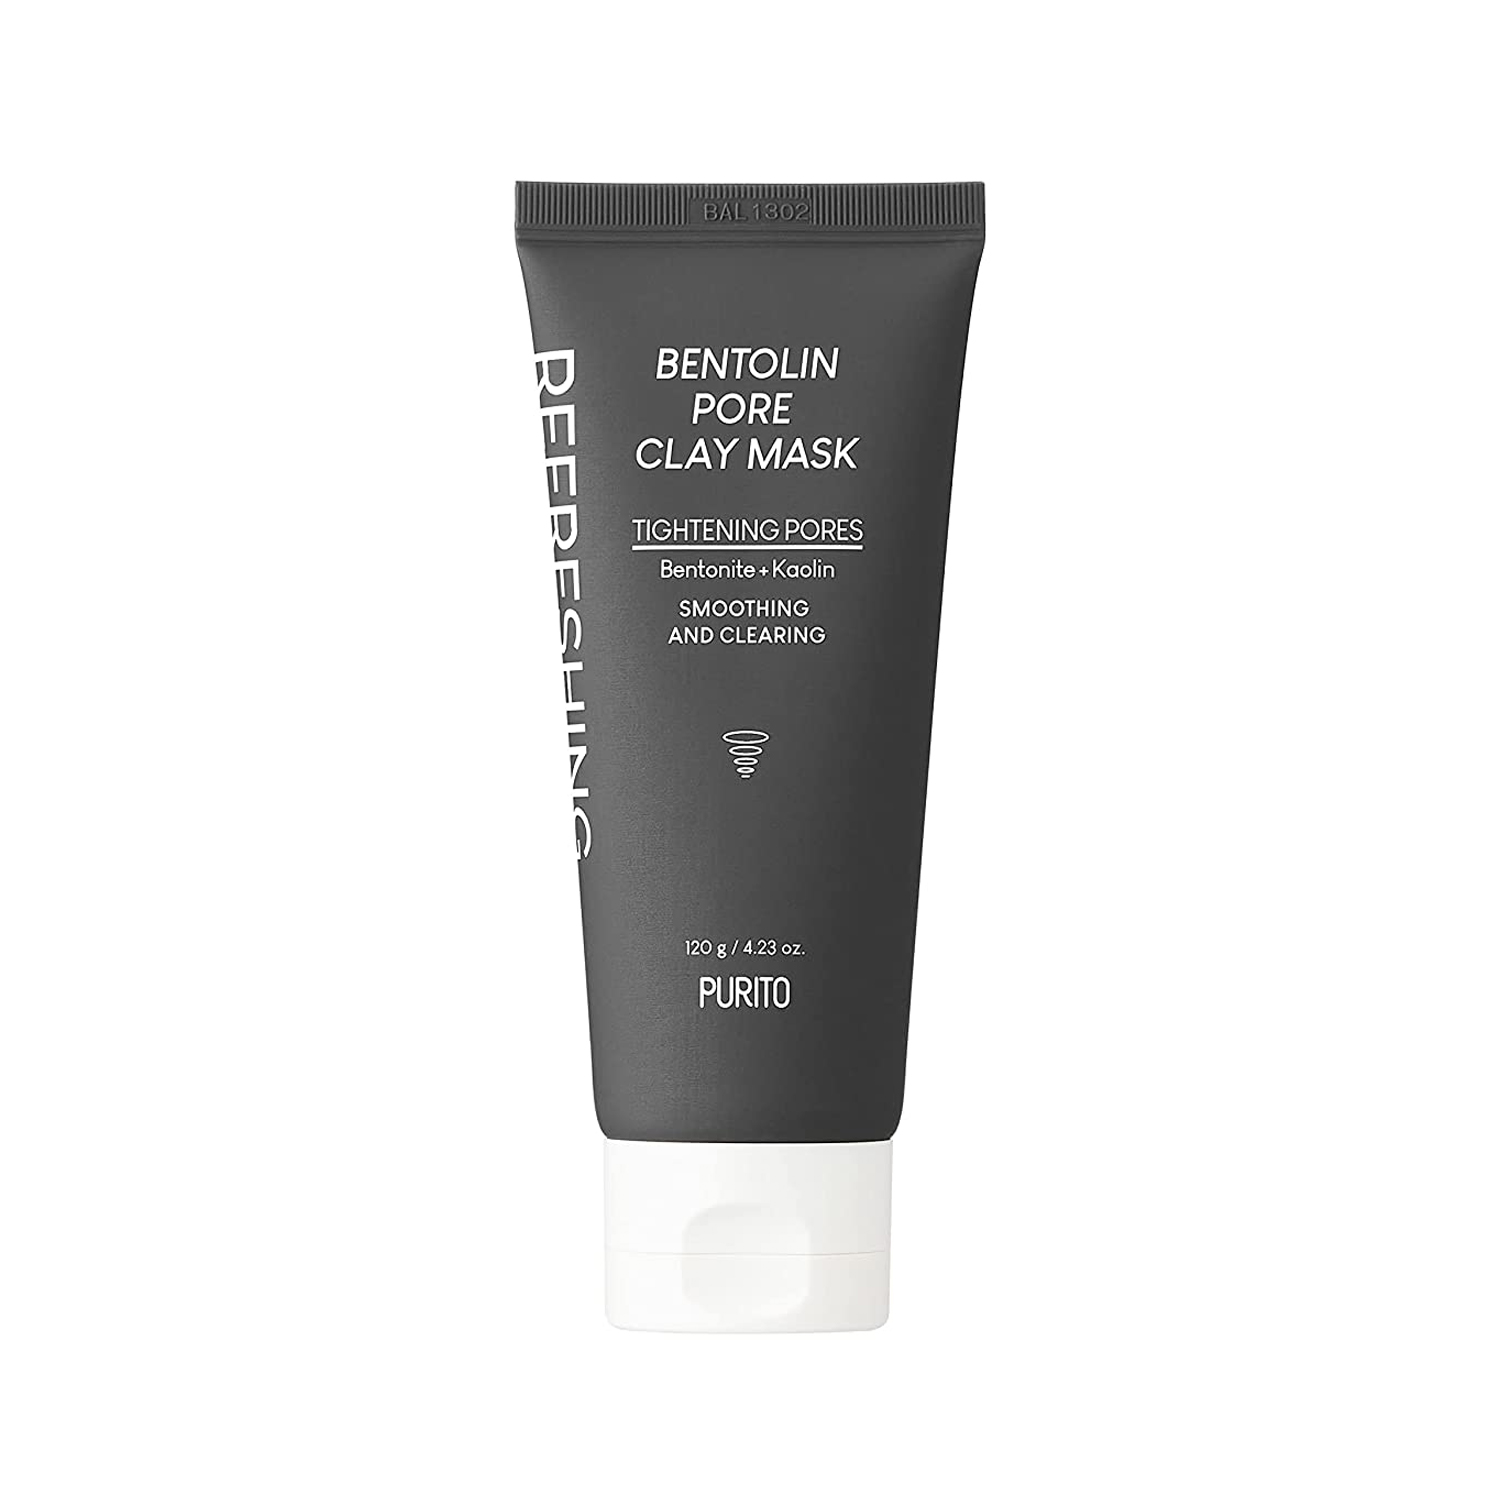 BAL 1302
BENTOLIN
PORE
CLAY MASK
TIGHTENING PORES
Bentonite + Kaolin
SMOOTHING
AND CLEARING
REFRESHING
120 g / 4.23 oz.
PURITO